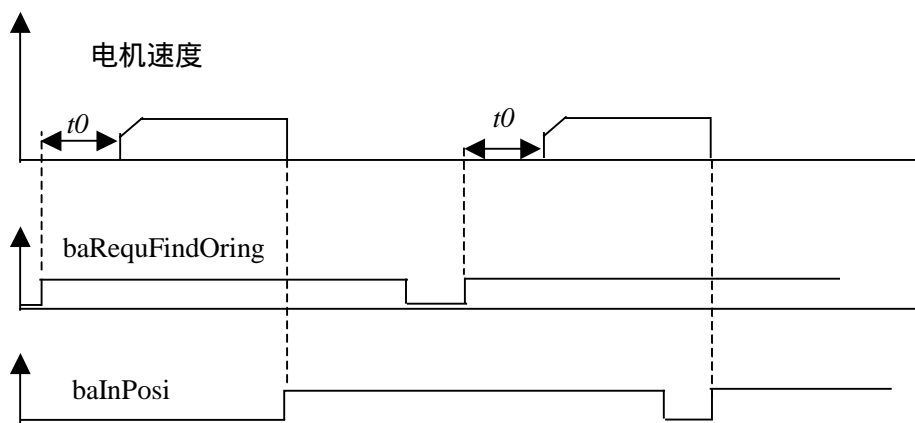 电机速度
t0
t0
baRequFindOring
baInPosi